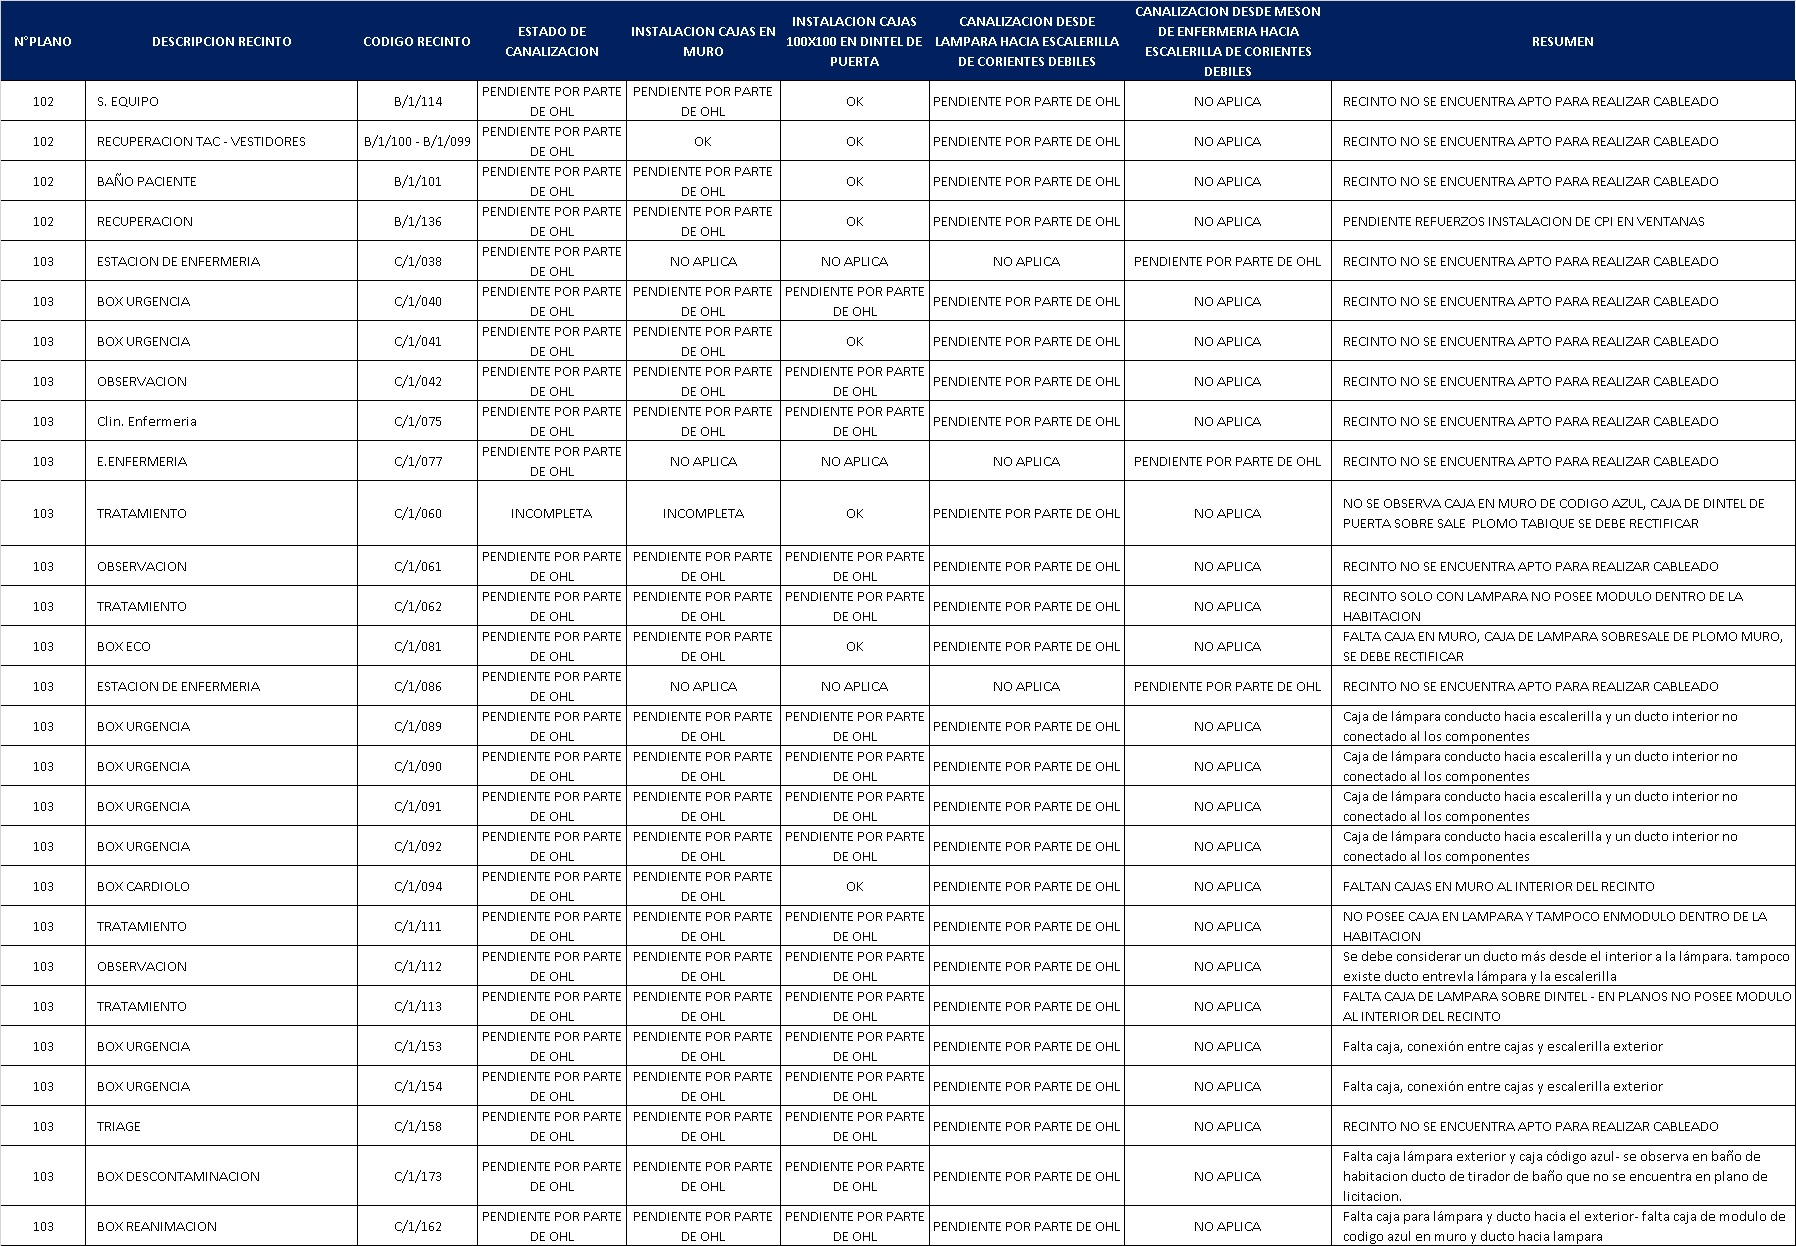 N°PLANO DESCRIPCION RECINTO CODIGO RECINTO ESTADO DE CANALIZACION INSTALACION CAJAS EN MURO INSTALACION CAJAS 100X100 EN DINTEL DE PUERTA CANALIZACION DESDE LAMPARA HACIA ESCALERILLA DE CORIENTES DEBILES CANALIZACION DESDE MESON DE ENFERMERIA HACIA ESCALERILLA DE CORIENTES DEBILES RESUMEN
102 S. EQUIPO B/1/114 PENDIENTE POR PARTE DE OHL PENDIENTE POR PARTE DE OHL OK PENDIENTE POR PARTE DE OHL NO APLICA RECINTO NO SE ENCUENTRA APTO PARA REALIZAR CABLEADO
102 RECUPERACION TAC - VESTIDORES B/1/100 - B/1/099 PENDIENTE POR PARTE DE OHL OK OK PENDIENTE POR PARTE DE OHL NO APLICA RECINTO NO SE ENCUENTRA APTO PARA REALIZAR CABLEADO
102 BAÑO PACIENTE B/1/101 PENDIENTE POR PARTE DE OHL PENDIENTE POR PARTE DE OHL OK PENDIENTE POR PARTE DE OHL NO APLICA RECINTO NO SE ENCUENTRA APTO PARA REALIZAR CABLEADO
102 RECUPERACION B/1/136 PENDIENTE POR PARTE DE OHL PENDIENTE POR PARTE DE OHL OK PENDIENTE POR PARTE DE OHL NO APLICA PENDIENTE REFUERZOS INSTALACION DE CPI EN VENTANAS
103 ESTACION DE ENFERMERIA C/1/038 PENDIENTE POR PARTE DE OHL NO APLICA NO APLICA NO APLICA PENDIENTE POR PARTE DE OHL RECINTO NO SE ENCUENTRA APTO PARA REALIZAR CABLEADO
103 BOX URGENCIA C/1/040 PENDIENTE POR PARTE DE OHL PENDIENTE POR PARTE DE OHL PENDIENTE POR PARTE DE OHL PENDIENTE POR PARTE DE OHL NO APLICA RECINTO NO SE ENCUENTRA APTO PARA REALIZAR CABLEADO
103 BOX URGENCIA C/1/041 PENDIENTE POR PARTE DE OHL PENDIENTE POR PARTE DE OHL OK PENDIENTE POR PARTE DE OHL NO APLICA RECINTO NO SE ENCUENTRA APTO PARA REALIZAR CABLEADO
103 OBSERVACION C/1/042 PENDIENTE POR PARTE DE OHL PENDIENTE POR PARTE DE OHL PENDIENTE POR PARTE DE OHL PENDIENTE POR PARTE DE OHL NO APLICA RECINTO NO SE ENCUENTRA APTO PARA REALIZAR CABLEADO
103 Clin. Enfermeria C/1/075 PENDIENTE POR PARTE DE OHL PENDIENTE POR PARTE DE OHL PENDIENTE POR PARTE DE OHL PENDIENTE POR PARTE DE OHL NO APLICA RECINTO NO SE ENCUENTRA APTO PARA REALIZAR CABLEADO
103 E.ENFERMERIA C/1/077 PENDIENTE POR PARTE DE OHL NO APLICA NO APLICA NO APLICA PENDIENTE POR PARTE DE OHL RECINTO NO SE ENCUENTRA APTO PARA REALIZAR CABLEADO
103 TRATAMIENTO C/1/060 INCOMPLETA INCOMPLETA OK PENDIENTE POR PARTE DE OHL NO APLICA NO SE OBSERVA CAJA EN MURO DE CODIGO AZUL, CAJA DE DINTEL DE PUERTA SOBRE SALE PLOMO TABIQUE SE DEBE RECTIFICAR
103 OBSERVACION C/1/061 PENDIENTE POR PARTE DE OHL PENDIENTE POR PARTE DE OHL PENDIENTE POR PARTE DE OHL PENDIENTE POR PARTE DE OHL NO APLICA RECINTO NO SE ENCUENTRA APTO PARA REALIZAR CABLEADO
103 TRATAMIENTO C/1/062 PENDIENTE POR PARTE DE OHL PENDIENTE POR PARTE DE OHL PENDIENTE POR PARTE DE OHL PENDIENTE POR PARTE DE OHL NO APLICA RECINTO SOLO CON LAMPARA NO POSEE MODULO DENTRO DE LA HABITACION
103 BOX ECO C/1/081 PENDIENTE POR PARTE DE OHL PENDIENTE POR PARTE DE OHL OK PENDIENTE POR PARTE DE OHL NO APLICA FALTA CAJA EN MURO, CAJA DE LAMPARA SOBRESALE DE PLOMO MURO, SE DEBE RECTIFICAR
103 ESTACION DE ENFERMERIA C/1/086 PENDIENTE POR PARTE DE OHL NO APLICA NO APLICA NO APLICA PENDIENTE POR PARTE DE OHL RECINTO NO SE ENCUENTRA APTO PARA REALIZAR CABLEADO
103 BOX URGENCIA C/1/089 PENDIENTE POR PARTE DE OHL PENDIENTE POR PARTE DE OHL PENDIENTE POR PARTE DE OHL PENDIENTE POR PARTE DE OHL NO APLICA Caja de lámpara conducto hacia escalerilla y un ducto interior no conectado al los componentes
103 BOX URGENCIA C/1/090 PENDIENTE POR PARTE DE OHL PENDIENTE POR PARTE DE OHL PENDIENTE POR PARTE DE OHL PENDIENTE POR PARTE DE OHL NO APLICA Caja de lámpara conducto hacia escalerilla y un ducto interior no conectado al los componentes
103 BOX URGENCIA C/1/091 PENDIENTE POR PARTE DE OHL PENDIENTE POR PARTE DE OHL PENDIENTE POR PARTE DE OHL PENDIENTE POR PARTE DE OHL NO APLICA Caja de lámpara conducto hacia escalerilla y un ducto interior no conectado al los componentes
103 BOX URGENCIA C/1/092 PENDIENTE POR PARTE DE OHL PENDIENTE POR PARTE DE OHL PENDIENTE POR PARTE DE OHL PENDIENTE POR PARTE DE OHL NO APLICA Caja de lámpara conducto hacia escalerilla y un ducto interior no conectado al los componentes
103 BOX CARDIOLO C/1/094 PENDIENTE POR PARTE DE OHL PENDIENTE POR PARTE DE OHL OK PENDIENTE POR PARTE DE OHL NO APLICA FALTAN CAJAS EN MURO AL INTERIOR DEL RECINTO
103 TRATAMIENTO C/1/111 PENDIENTE POR PARTE DE OHL PENDIENTE POR PARTE DE OHL PENDIENTE POR PARTE DE OHL PENDIENTE POR PARTE DE OHL NO APLICA NO POSEE CAJA EN LAMPARA Y TAMPOCO ENMODULO DENTRO DE LA HABITACION
103 OBSERVACION C/1/112 PENDIENTE POR PARTE DE OHL PENDIENTE POR PARTE DE OHL PENDIENTE POR PARTE DE OHL PENDIENTE POR PARTE DE OHL NO APLICA Se debe considerar un ducto más desde el interior a la lámpara. tampoco existe ducto entrevla lámpara y la escalerilla
103 TRATAMIENTO C/1/113 PENDIENTE POR PARTE DE OHL PENDIENTE POR PARTE DE OHL PENDIENTE POR PARTE DE OHL PENDIENTE POR PARTE DE OHL NO APLICA FALTA CAJA DE LAMPARA SOBRE DINTEL - EN PLANOS NO POSEE MODULO AL INTERIOR DEL RECINTO
103 BOX URGENCIA C/1/153 PENDIENTE POR PARTE DE OHL PENDIENTE POR PARTE DE OHL PENDIENTE POR PARTE DE OHL PENDIENTE POR PARTE DE OHL NO APLICA Falta caja, conexión entre cajas y escalerilla exterior
103 BOX URGENCIA C/1/154 PENDIENTE POR PARTE DE OHL PENDIENTE POR PARTE DE OHL PENDIENTE POR PARTE DE OHL PENDIENTE POR PARTE DE OHL NO APLICA Falta caja, conexión entre cajas y escalerilla exterior
103 TRIAGE C/1/158 PENDIENTE POR PARTE DE OHL PENDIENTE POR PARTE DE OHL PENDIENTE POR PARTE DE OHL PENDIENTE POR PARTE DE OHL NO APLICA RECINTO NO SE ENCUENTRA APTO PARA REALIZAR CABLEADO
103 BOX DESCONTAMINACION C/1/173 PENDIENTE POR PARTE DE OHL PENDIENTE POR PARTE DE OHL PENDIENTE POR PARTE DE OHL PENDIENTE POR PARTE DE OHL NO APLICA Falta caja lámpara exterior y caja código azul- se observa en baño de habitacion ducto de tirador de baño que no se encuentra en plano de licitacion.
103 BOX REANIMACION C/1/162 PENDIENTE POR PARTE DE OHL PENDIENTE POR PARTE DE OHL PENDIENTE POR PARTE DE OHL PENDIENTE POR PARTE DE OHL NO APLICA Falta caja para lámpara y ducto hacia el exterior- falta caja de modulo de codigo azul en muro y ducto hacia lampara